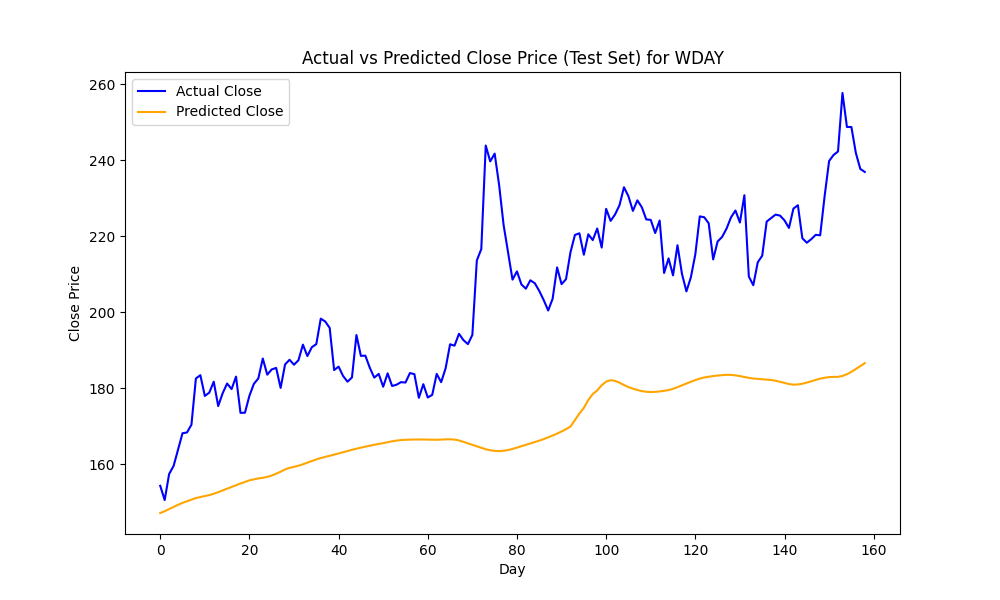 Actual vs Predicted Close Price (Test Set) for WDAY
Actual Close
Predicted Close
Close Price
260
240
220
200
180
160
0 20 40 60 80 100 120 140 160
Day